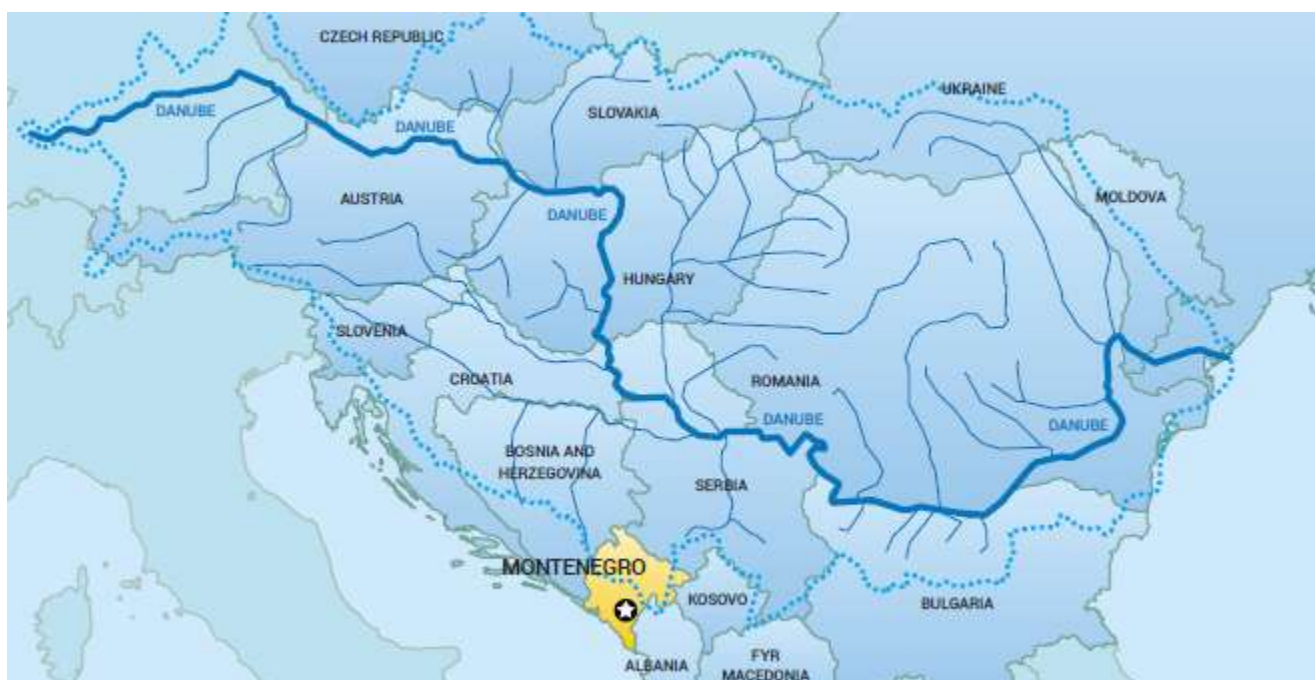 CZECH REPUBLIC
UKRAINE
DANUBE
SLOVAKIA
DANUBE
AUSTRIA
MOLDOVA
DANUBE
HUNGARY
SLOVENIA
CROATIA
ROMANIA
DANUBE
DANUBE
BOSNIA AND
HERZEGOVINA
SERBIA
MONTENEGRO
KOSOVO
BULGARIA
ALBANIA
FYR
MACEDONIA